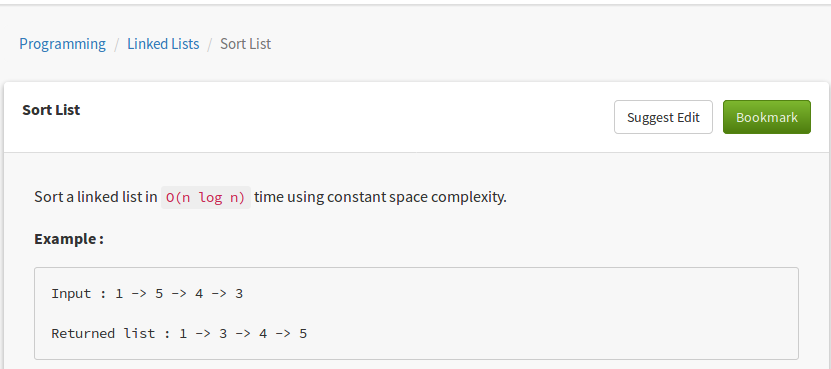 Programming / Linked Lists / Sort List
Sort List
Suggest Edit
Bookmark
Sort a linked list in O(n log n) time using constant space complexity.
Example :
Input : 1 -> 5 -> 4 -> 3
Returned list : 1 -> 3 -> 4 -> 5